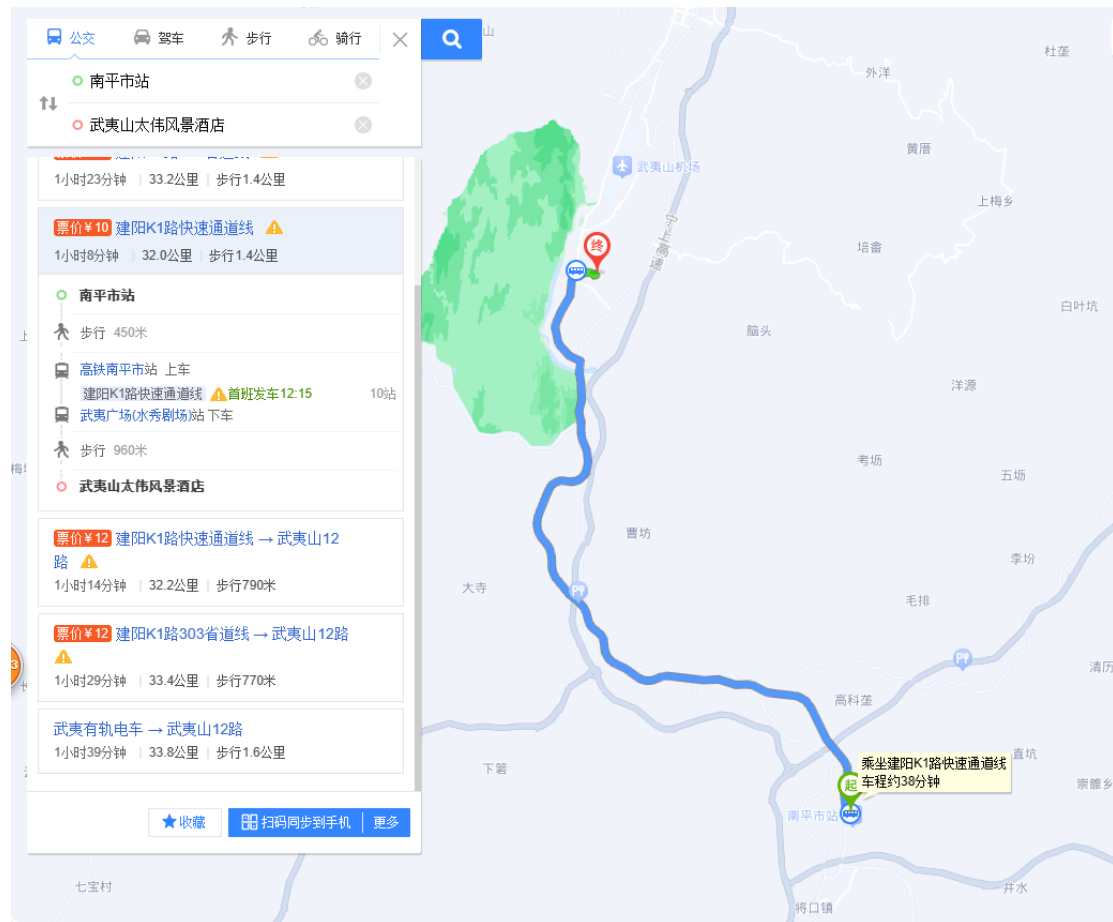 公交
驾车
步行
骑行
南平市站
武夷山太伟风景酒店
1小时23分钟 | 33.2公里 | 步行1.4公里
票价¥10 建阳K1路快速通道线
1小时8分钟 | 32.0公里 | 步行1.4公里
南平市站
步行 450米
高铁南平市站 上车
建阳K1路快速通道线 首班发车12:15 10站
武夷广场(水秀剧场)站 下车
步行 960米
武夷山太伟风景酒店
票价¥12 建阳K1路快速通道线 → 武夷山12
路
1小时14分钟 | 32.2公里 | 步行790米
票价¥12 建阳K1路303省道线 → 武夷山12路
1小时29分钟 | 33.4公里 | 步行770米
武夷有轨电车 → 武夷山12路
1小时39分钟 | 33.8公里 | 步行1.6公里
收藏
扫码同步到手机
更多
山
杜垄
外洋
黄厝
武夷山机场
上梅乡
宁上高速
终
培畲
白叶坑
脑头
洋源
考坜
五坜
曹坊
李坋
大寺
毛排
清历
高科垄
下箬
直坑
乘坐建阳K1路快速通道线
车程约38分钟
起
崇雒乡
南平市站
七宝村
井水
将口镇